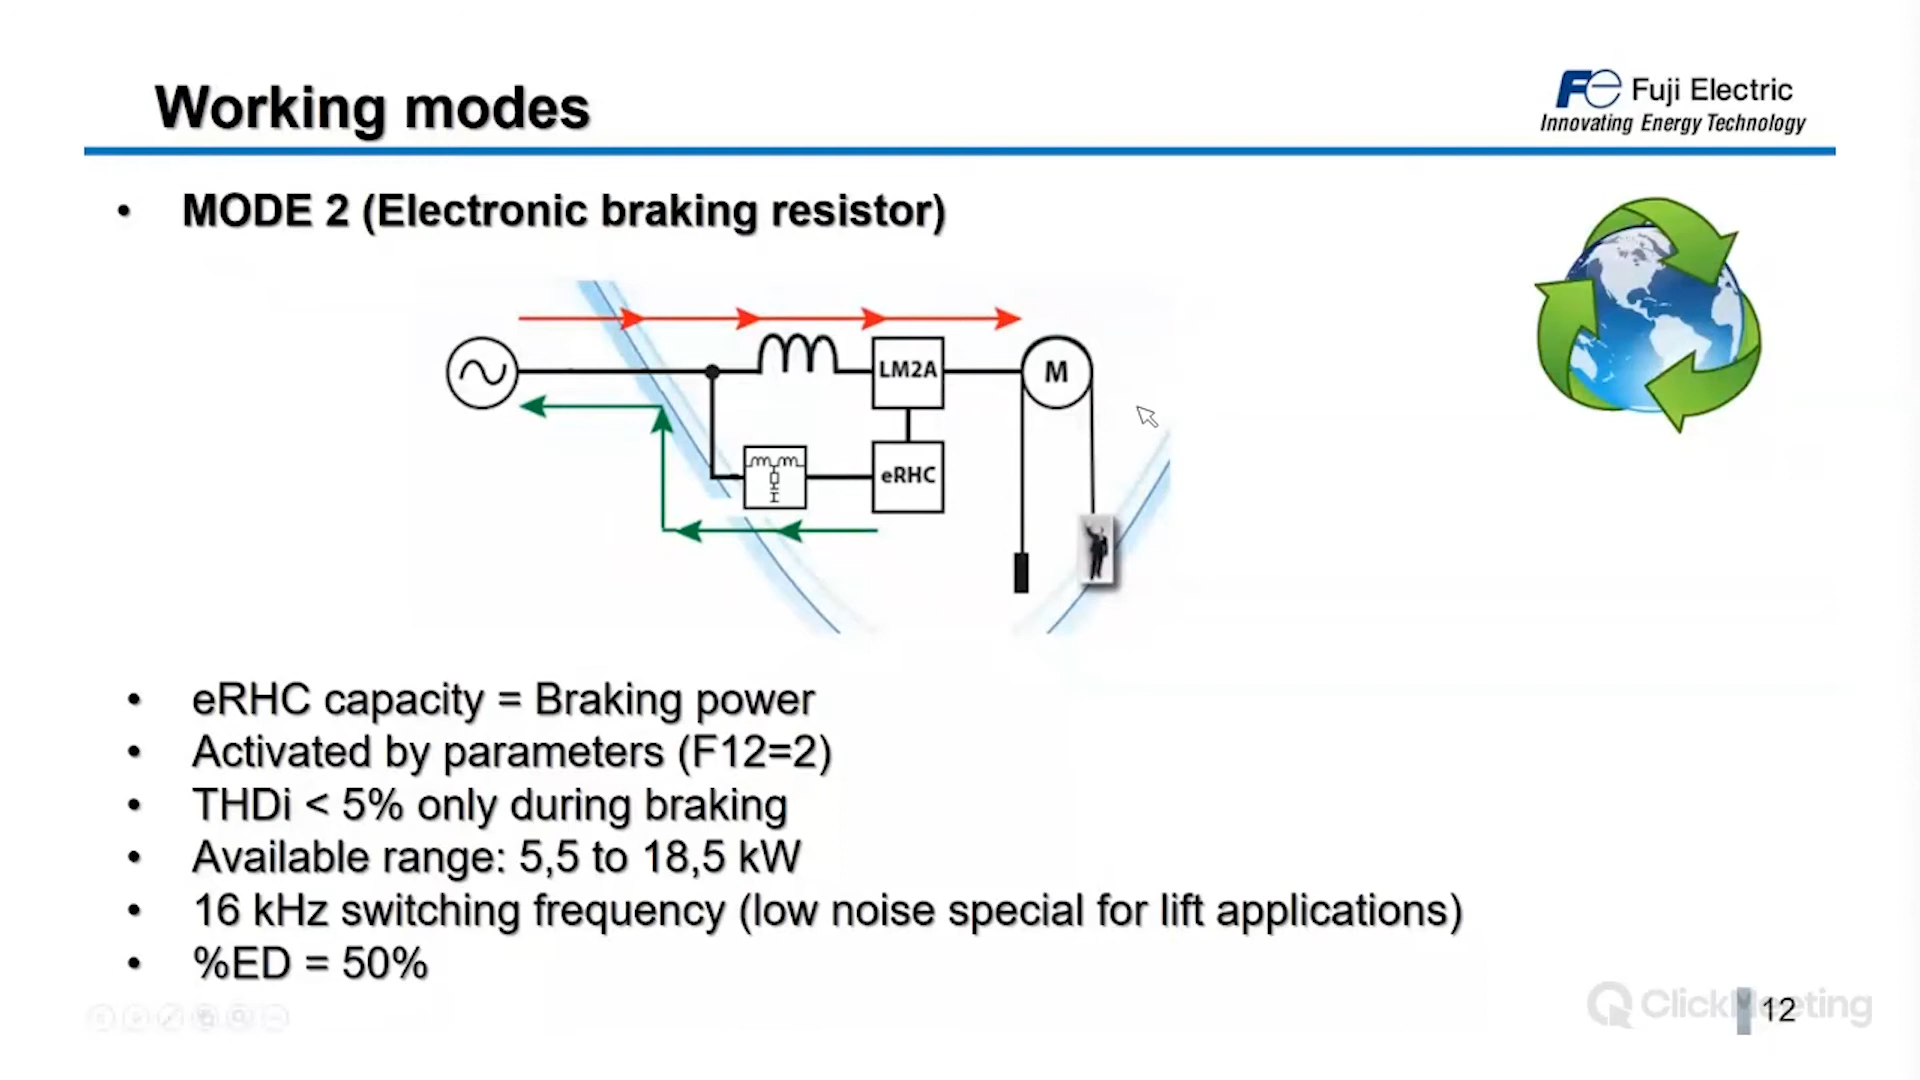 Working modes
Fe Fuji Electric
Innovating Energy Technology
• MODE 2 (Electronic braking resistor)
LM2A
M
eRHC
• eRHC capacity = Braking power
• Activated by parameters (F12=2)
• THDi < 5% only during braking
• Available range: 5,5 to 18,5 kW
• 16 kHz switching frequency (low noise special for lift applications)
• %ED = 50%
ClickMeeting
12